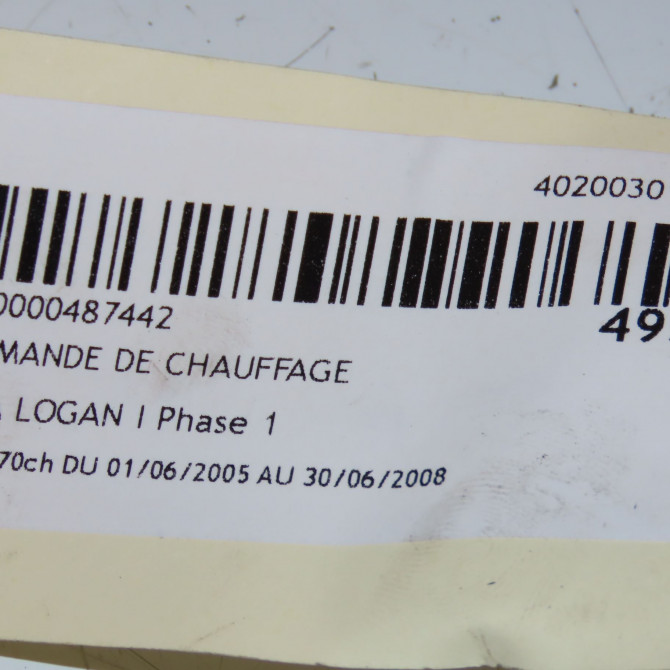 4020030
0000487442
49
MANDE DE CHAUFFAGE
LOGAN I Phase 1
70ch DU 01/06/2005 AU 30/06/2008